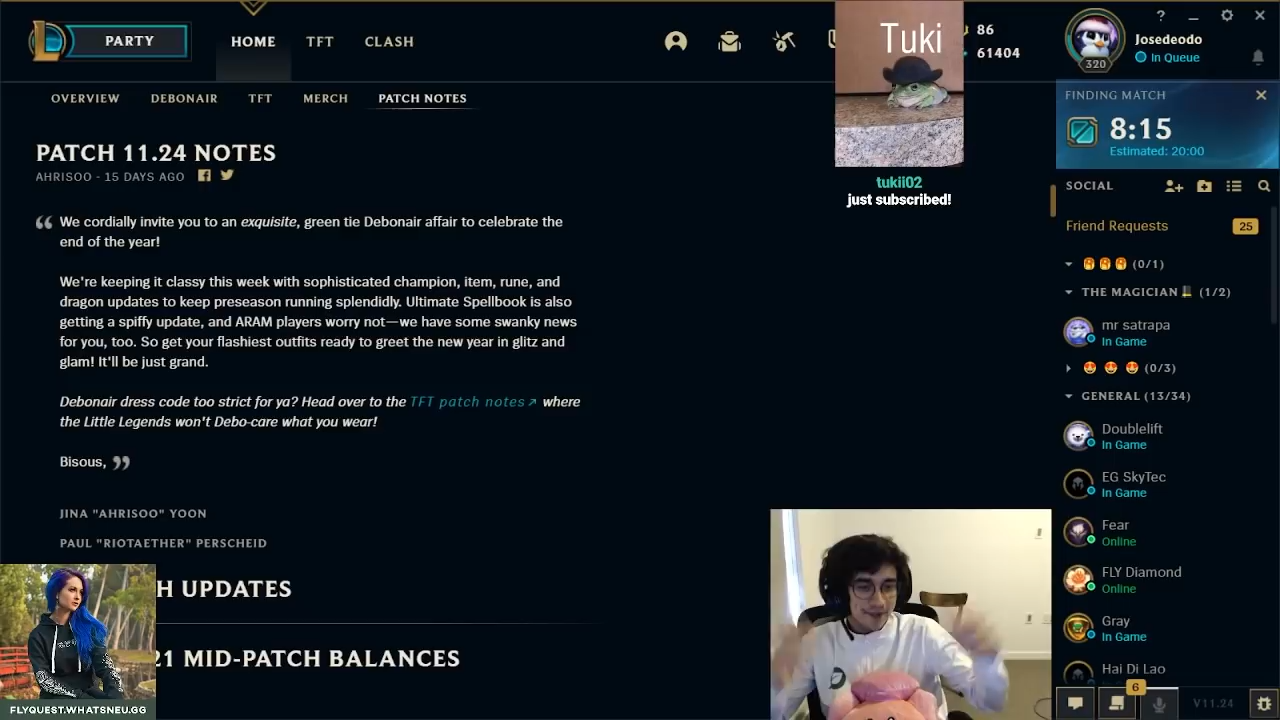 PARTY
HOME
TFT
CLASH
Tuki
86
61404
?
Josedeodo
In Queue
320
OVERVIEW
DEBONAIR
TFT
MERCH
PATCH NOTES
FINDING MATCH
8:15
Estimated: 20:00
PATCH 11.24 NOTES
AHRISOO - 15 DAYS AGO
tukii02
just subscribed!
SOCIAL
Friend Requests
25
We cordially invite you to an exquisite, green tie Debonair affair to celebrate the
end of the year!
We're keeping it classy this week with sophisticated champion, item, rune, and
dragon updates to keep preseason running splendidly. Ultimate Spellbook is also
getting a spiffy update, and ARAM players worry not—we have some swanky news
for you, too. So get your flashiest outfits ready to greet the new year in glitz and
glam! It'll be just grand.
Debonair dress code too strict for ya? Head over to the TFT patch notes↗ where
the Little Legends won't Debo-care what you wear!
Bisous,
JINA "AHRISOO" YOON
PAUL "RIOTAETHER" PERSCHEID
H UPDATES
21 MID-PATCH BALANCES
(0/1)
THE MAGICIAN (1/2)
mr satrapa
In Game
(0/3)
GENERAL (13/34)
Doublelift
In Game
EG SkyTec
In Game
Fear
Online
FLY Diamond
Online
Gray
In Game
Hai Di Lao
6
V11.24
FLYQUEST.WHATSNEU.GG